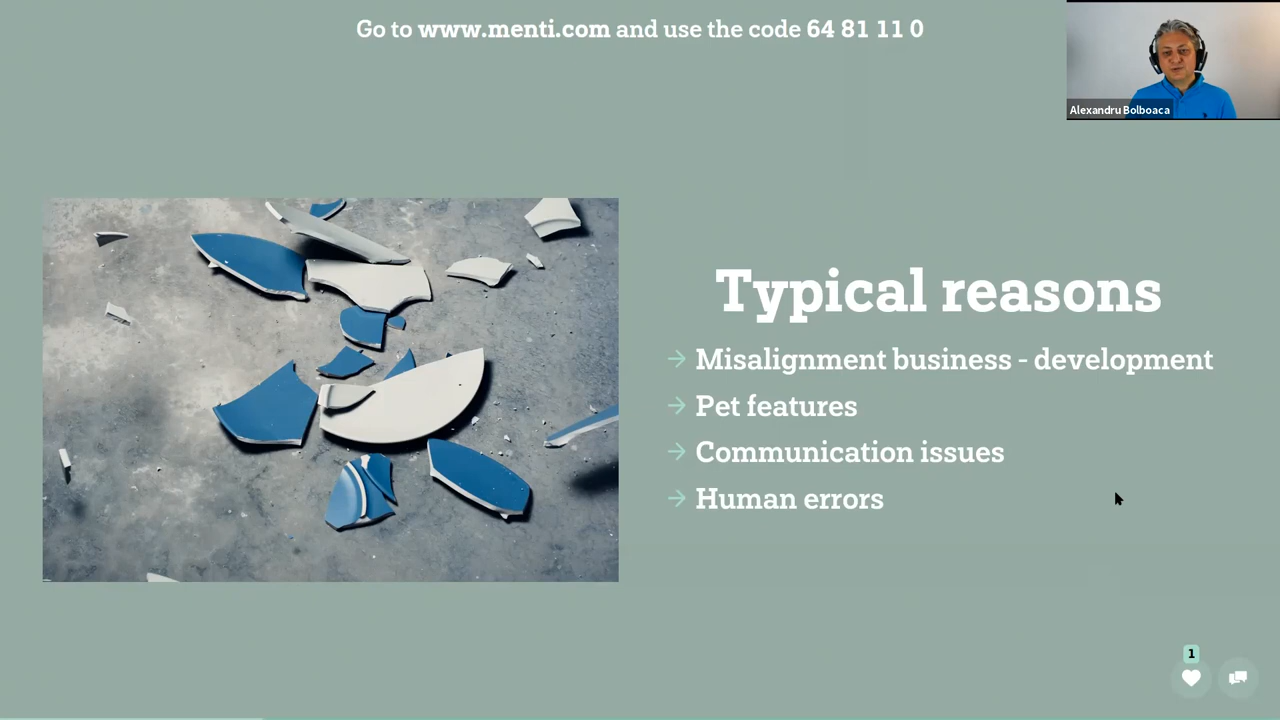 Go to www.menti.com and use the code 64 81 11 0
Alexandru Bolboaca
Typical reasons
→ Misalignment business - development
→ Pet features
→ Communication issues
→ Human errors
1